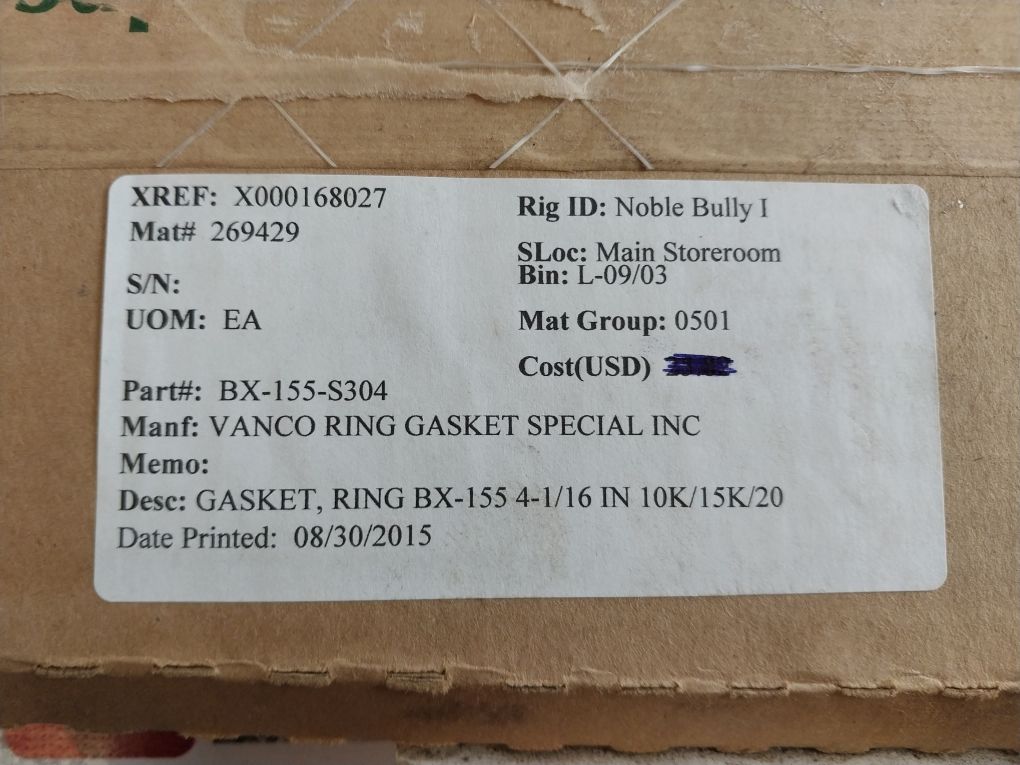 XREF: X000168027
Mat# 269429
S/N:
UOM: EA
Rig ID: Noble Bully I
SLoc: Main Storeroom
Bin: L-09/03
Mat Group: 0501
Cost(USD)
Part#: BX-155-S304
Manf: VANCO RING GASKET SPECIAL INC
Memo:
Desc: GASKET, RING BX-155 4-1/16 IN 10K/15K/20
Date Printed: 08/30/2015